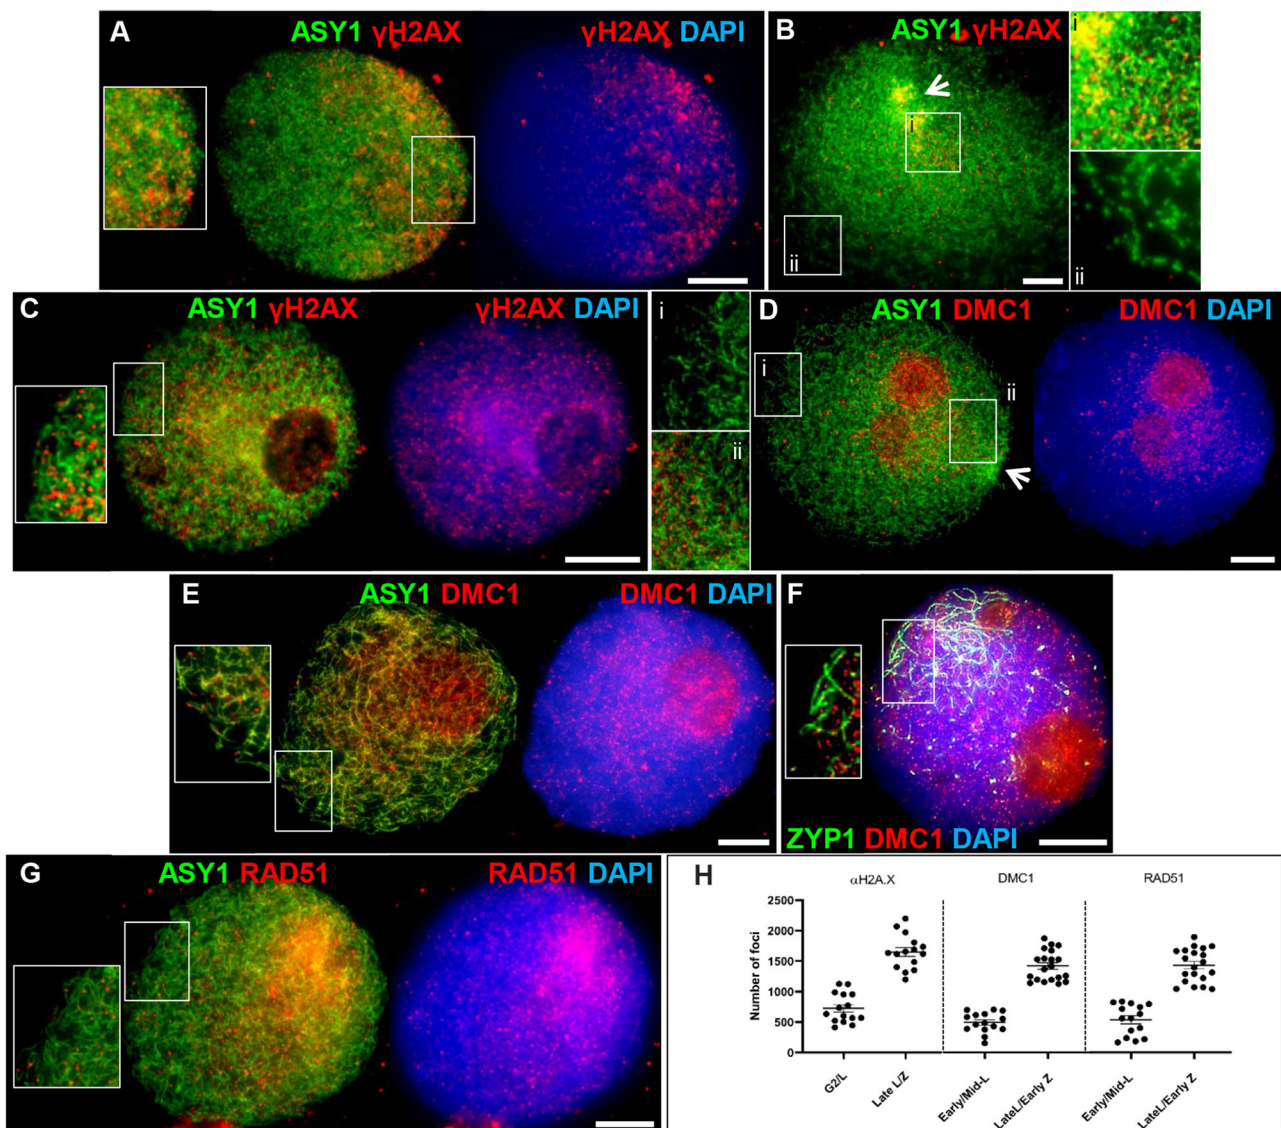 A
ASY1 γH2AX
γH2AX DAPI
B
ASY1 γH2AX
i
i
ii
ii
C
ASY1 γH2AX
γH2AX DAPI
i
ii
D
ASY1 DMC1
DMC1 DAPI
i
ii
E
ASY1 DMC1
DMC1 DAPI
F
ZYP1 DMC1 DAPI
G
ASY1 RAD51
RAD51 DAPI
H
αH2A.X
DMC1
RAD51
Number of foci
2500
2000
1500
1000
500
0
G2/L
Late L/Z
Early/Mid-L
LateL/Early Z
Early/Mid-L
LateL/Early Z